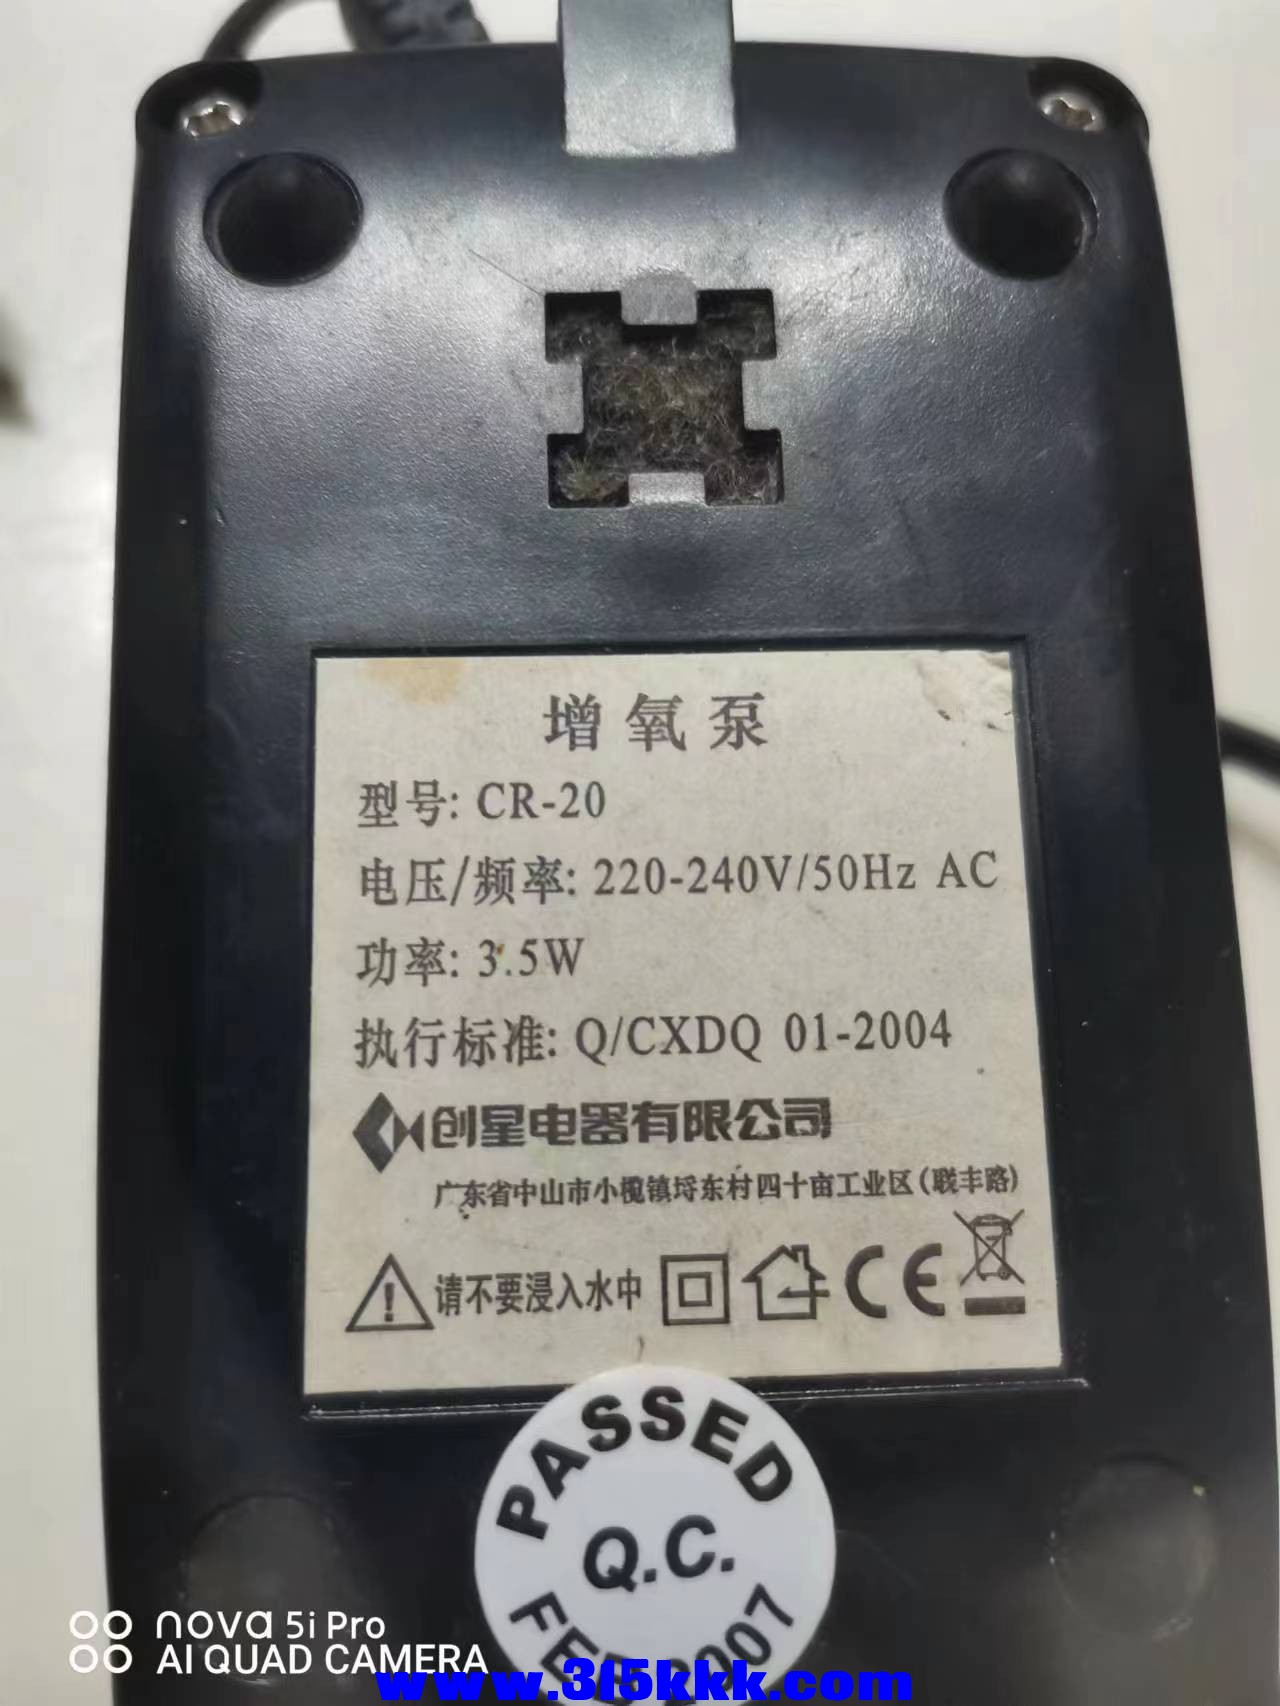 增氧泵
型号: CR-20
电压/频率: 220-240V/50Hz AC
功率: 3.5W
执行标准: Q/CXDQ 01-2004
创星电器有限公司
广东省中山市小榄镇埒东村四十亩工业区(联丰路)
请不要浸入水中
CE
PASSED
Q.C.
FEB 2007
nova 5i Pro
AI QUAD CAMERA
www.315kkk.com